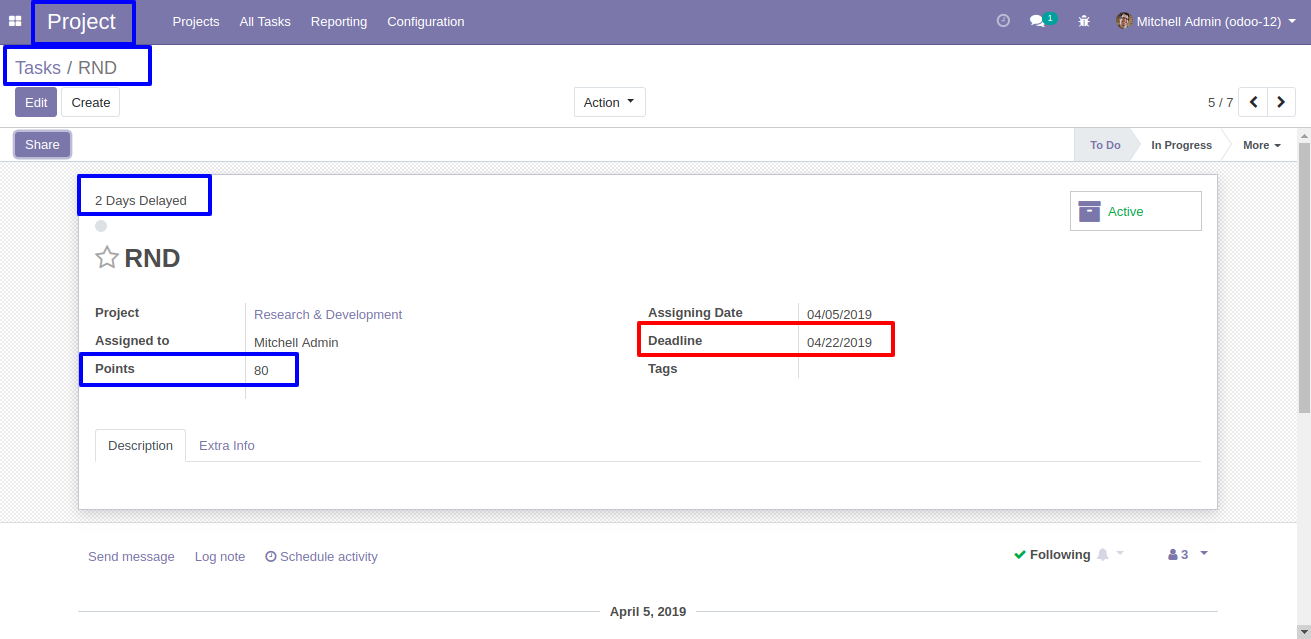 Project Projects All Tasks Reporting Configuration 1 Mitchell Admin (odoo-12)
Tasks / RND
Edit Create Action 5 / 7
Share To Do In Progress More
2 Days Delayed
Active
RND
Project Research & Development Assigning Date 04/05/2019
Assigned to Mitchell Admin Deadline 04/22/2019
Points 80 Tags
Description Extra Info
Send message Log note Schedule activity Following 3
April 5, 2019